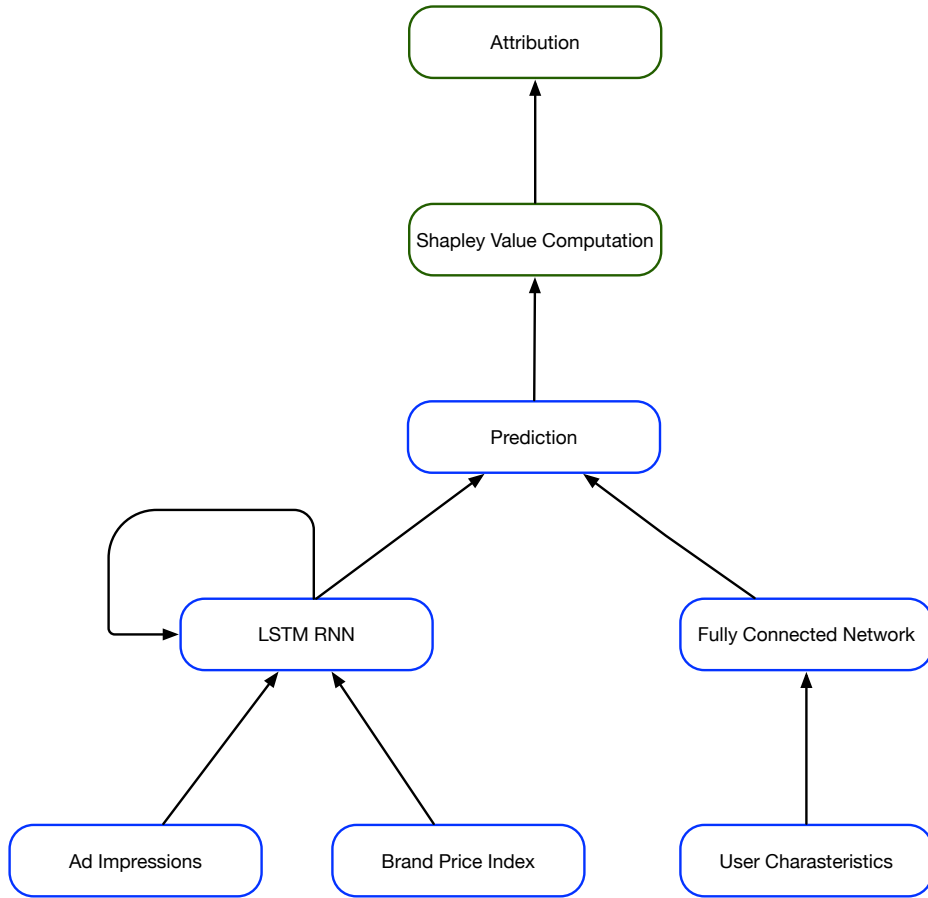 Attribution
Shapley Value Computation
Prediction
LSTM RNN
Fully Connected Network
Ad Impressions
Brand Price Index
User Charasteristics